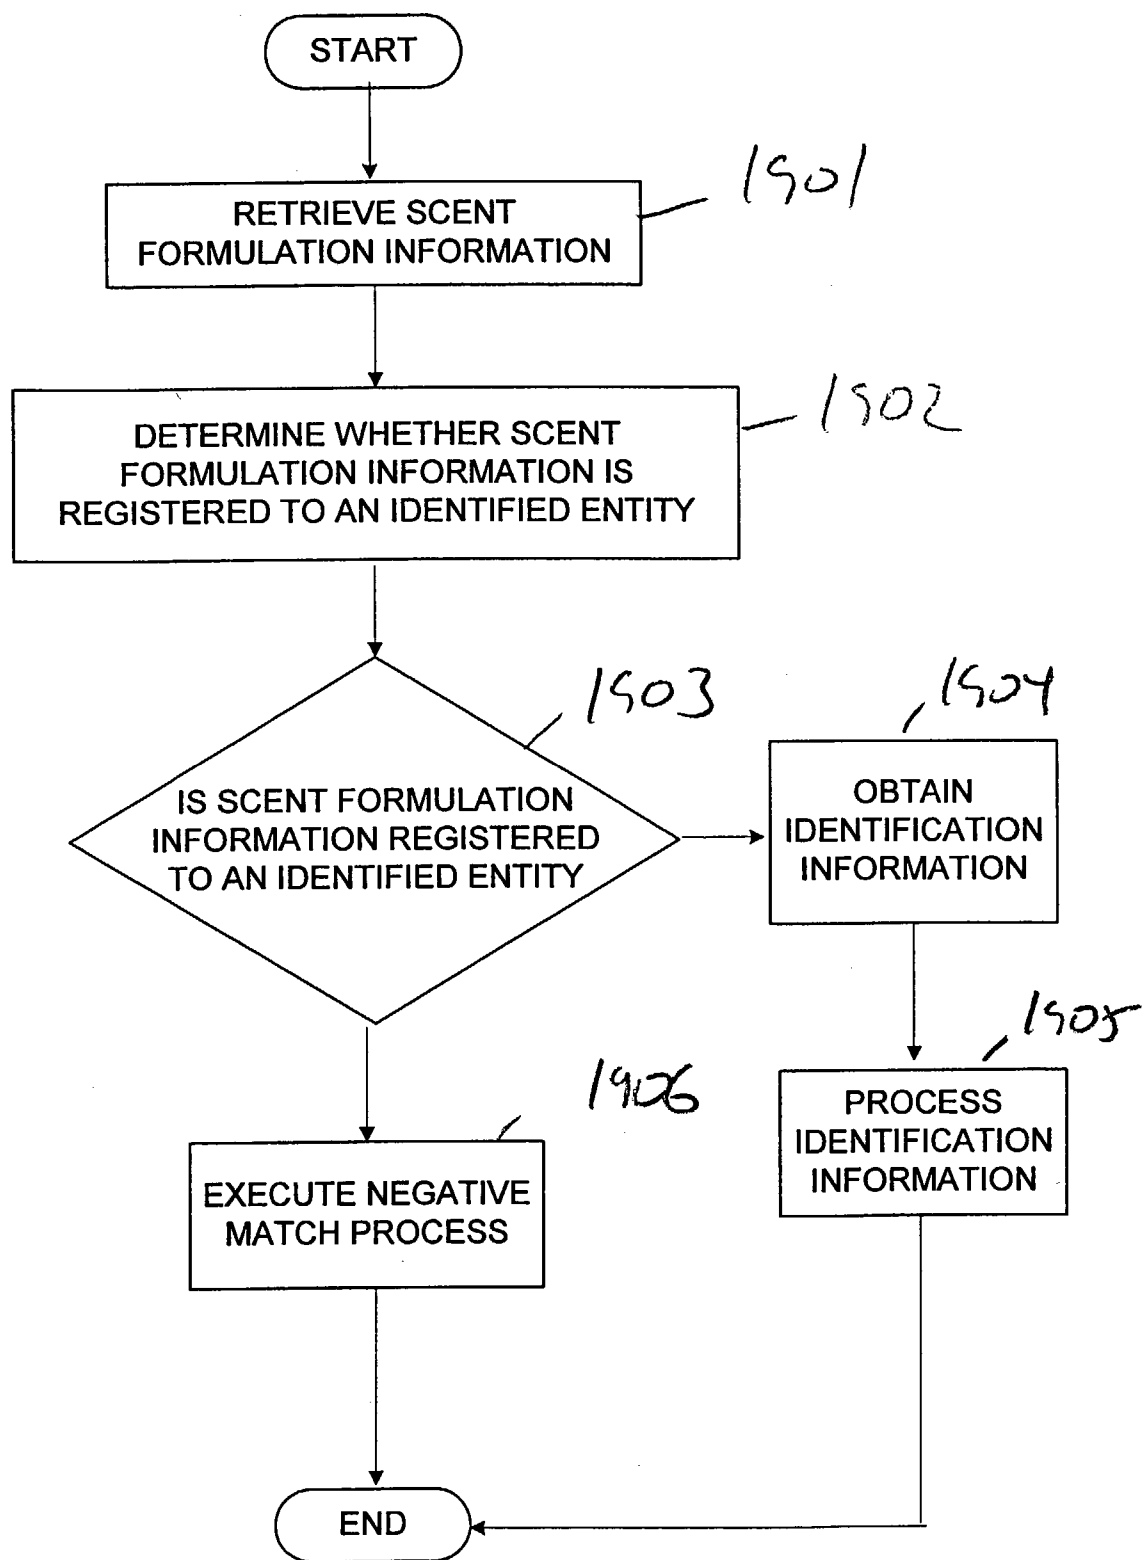 START
1901
RETRIEVE SCENT
FORMULATION INFORMATION
1902
DETERMINE WHETHER SCENT
FORMULATION INFORMATION IS
REGISTERED TO AN IDENTIFIED ENTITY
1903
1904
IS SCENT FORMULATION
INFORMATION REGISTERED
TO AN IDENTIFIED ENTITY
OBTAIN
IDENTIFICATION
INFORMATION
1905
1906
PROCESS
IDENTIFICATION
INFORMATION
EXECUTE NEGATIVE
MATCH PROCESS
END